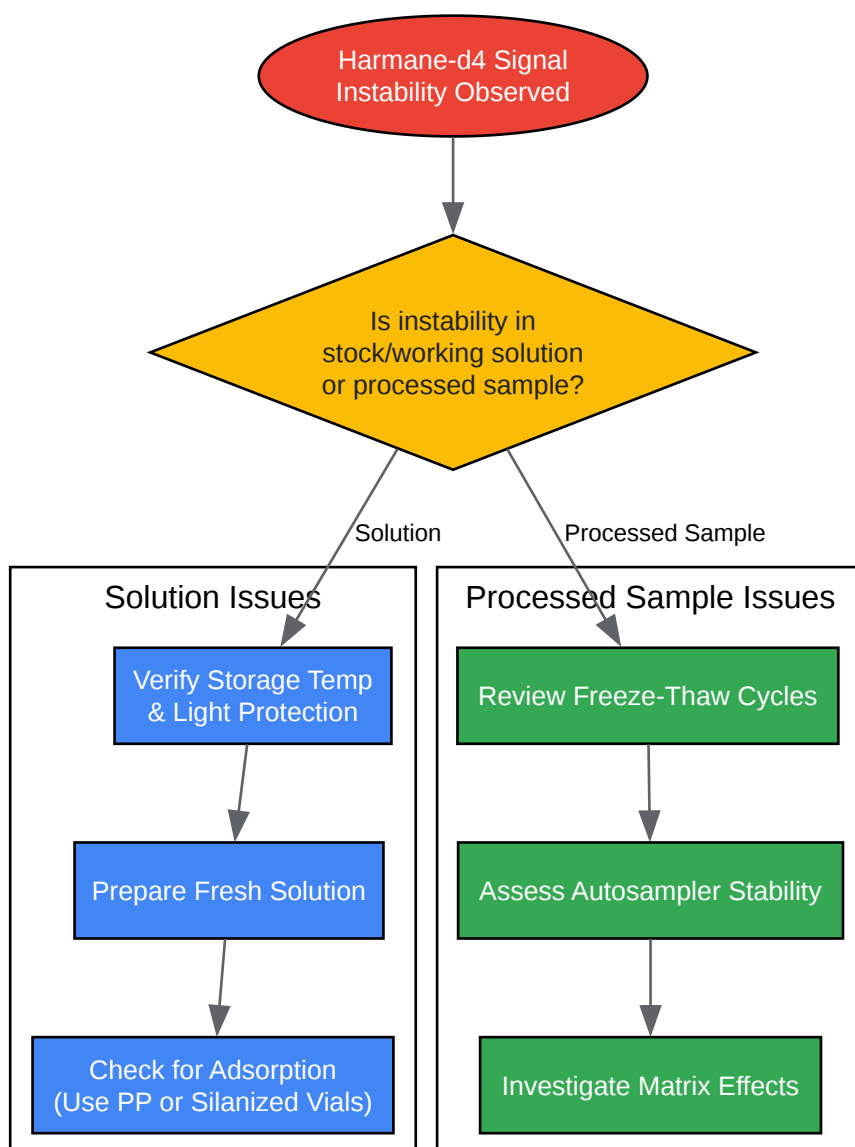 Harmane-d4 Signal
Instability Observed
Is instability in
stock/working solution
or processed sample?
Solution
Processed Sample
Solution Issues
Verify Storage Temp
& Light Protection
Prepare Fresh Solution
Check for Adsorption
(Use PP or Silanized Vials)
Processed Sample Issues
Review Freeze-Thaw Cycles
Assess Autosampler Stability
Investigate Matrix Effects